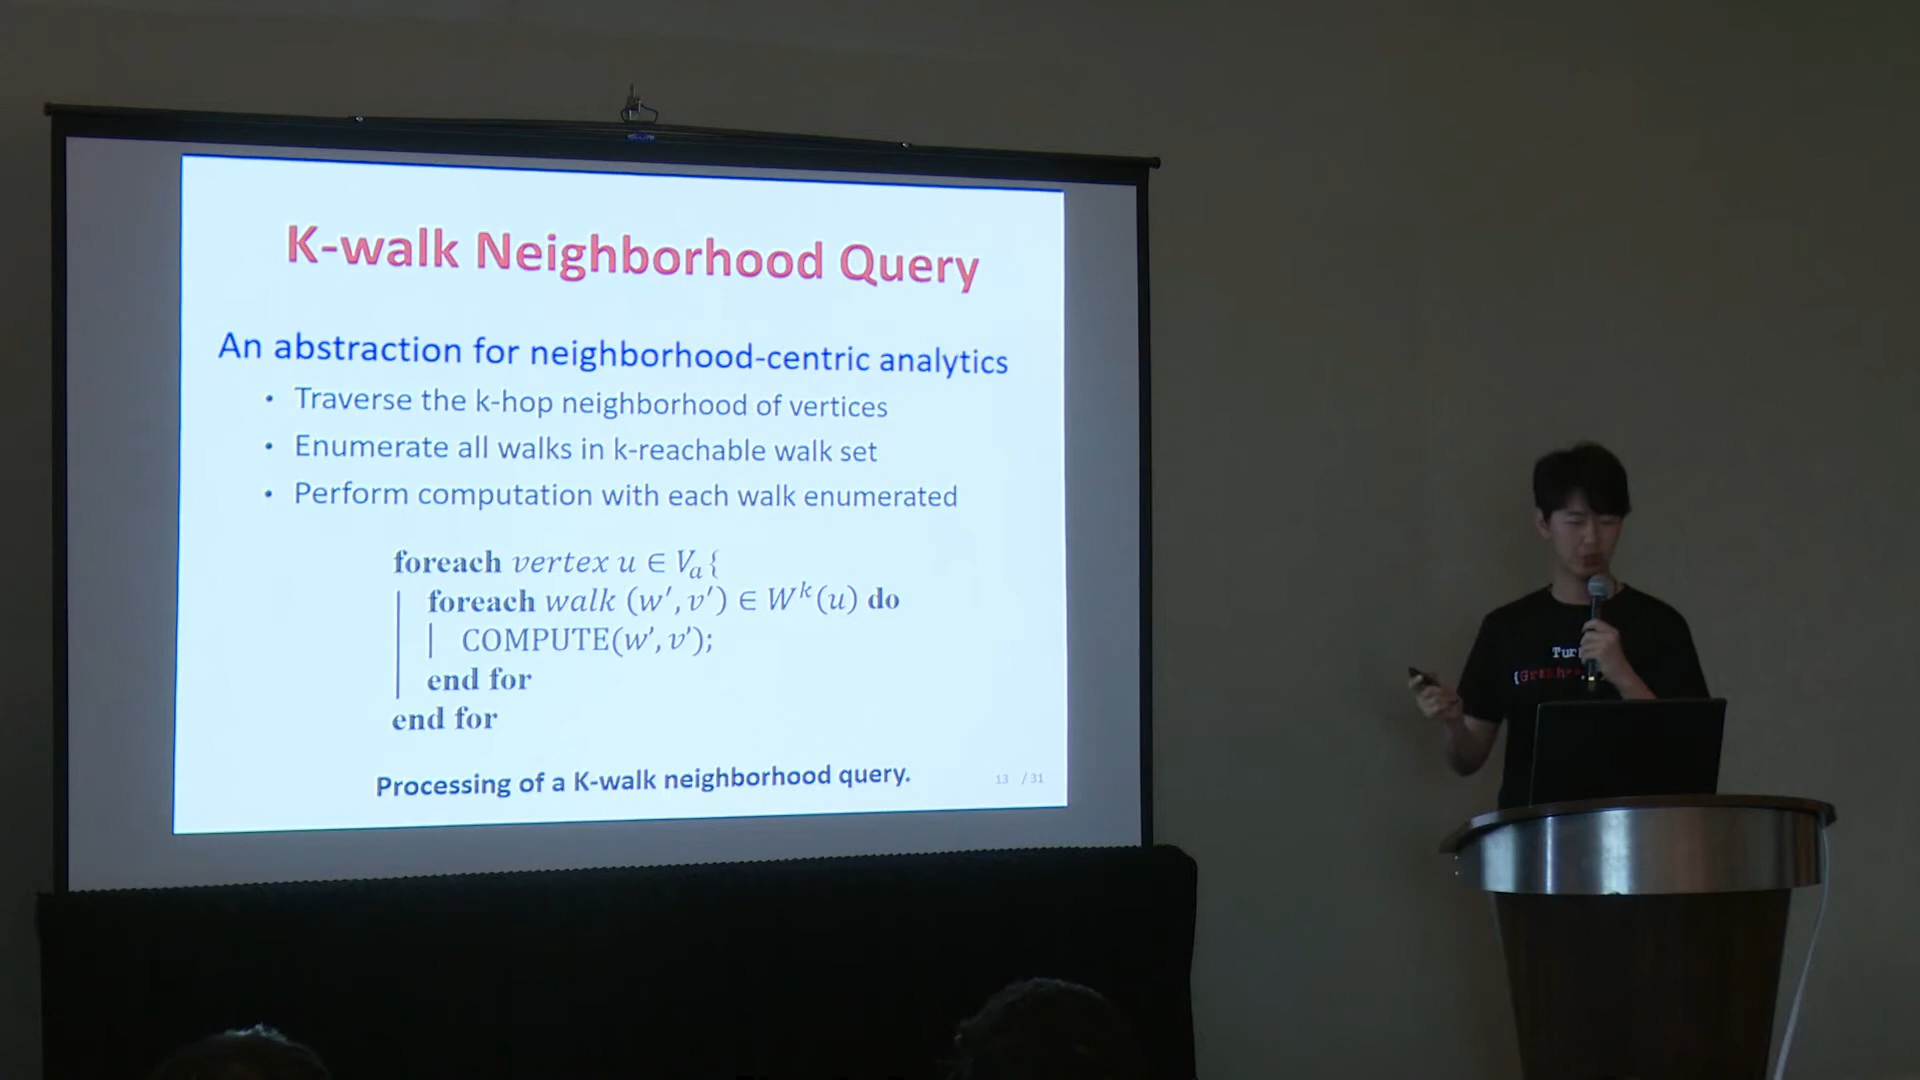 K-walk Neighborhood Query
An abstraction for neighborhood-centric analytics
• Traverse the k-hop neighborhood of vertices
• Enumerate all walks in k-reachable walk set
• Perform computation with each walk enumerated
foreach vertex u ∈ Vₐ{
foreach walk (w′, v′) ∈ Wᵏ(u) do
COMPUTE(w', v');
end for
end for
Processing of a K-walk neighborhood query.
13 / 31